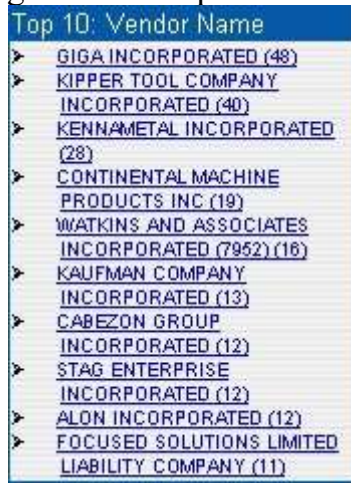 Top 10: Vendor Name
➤ GIGA INCORPORATED (48)
➤ KIPPER TOOL COMPANY
INCORPORATED (40)
➤ KENNAMETAL INCORPORATED
(28)
➤ CONTINENTAL MACHINE
PRODUCTS INC (19)
➤ WATKINS AND ASSOCIATES
INCORPORATED (7952) (16)
➤ KAUFMAN COMPANY
INCORPORATED (13)
➤ CABEZON GROUP
INCORPORATED (12)
➤ STAG ENTERPRISE
INCORPORATED (12)
➤ ALON INCORPORATED (12)
➤ FOCUSED SOLUTIONS LIMITED
LIABILITY COMPANY (11)